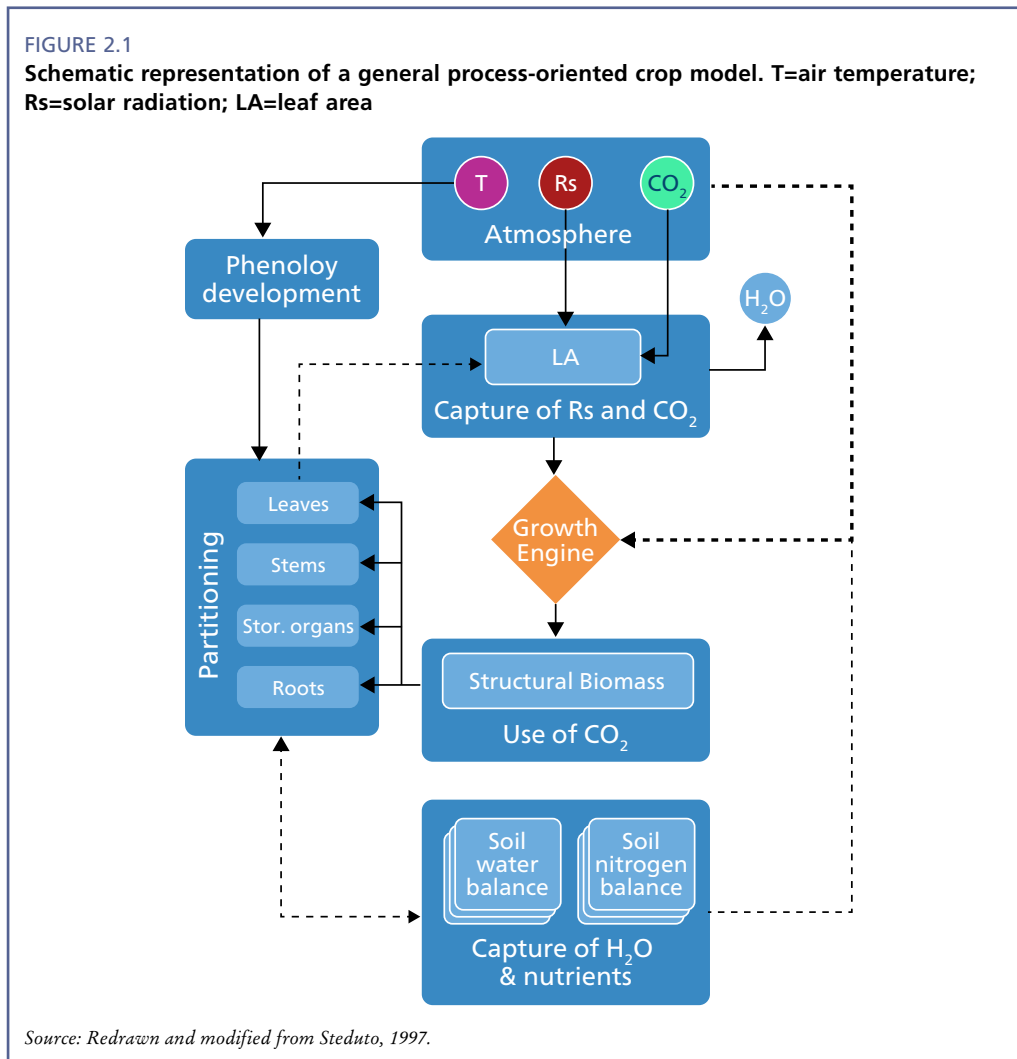 FIGURE 2.1
Schematic representation of a general process-oriented crop model. T=air temperature;
Rs=solar radiation; LA=leaf area
T
Rs
CO₂
Atmosphere
Phenoloy
development
H₂O
LA
Capture of Rs and CO₂
Growth
Engine
Partitioning
Leaves
Stems
Stor. organs
Roots
Structural Biomass
Use of CO₂
Soil
water
balance
Soil
nitrogen
balance
Capture of H₂O
& nutrients
Source: Redrawn and modified from Steduto, 1997.